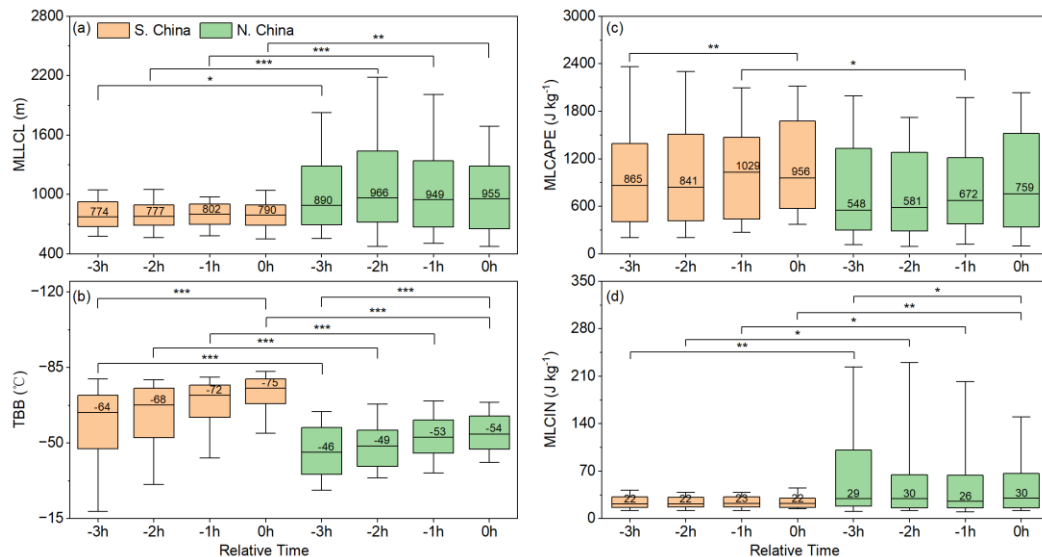 (a) S. China N. China
MLLCL (m)
2800
2200
1600
1000
400
**
***
***
*
774 777 802 790 890 966 949 955
-3h -2h -1h 0h -3h -2h -1h 0h
(c)
MLCAPE (J kg-1)
3000
2400
1800
1200
600
0
**
*
865 841 1029 956 548 581 672 759
-3h -2h -1h 0h -3h -2h -1h 0h
(b)
TBB (℃)
−120
−85
−50
−15
*** ***
***
***
***
***
-64 -68 -72 -75 -46 -49 -53 -54
-3h -2h -1h 0h -3h -2h -1h 0h
Relative Time
(d)
MLCIN (J kg-1)
350
280
210
140
70
0
*
**
*
*
**
22 22 23 22 29 30 26 30
-3h -2h -1h 0h -3h -2h -1h 0h
Relative Time